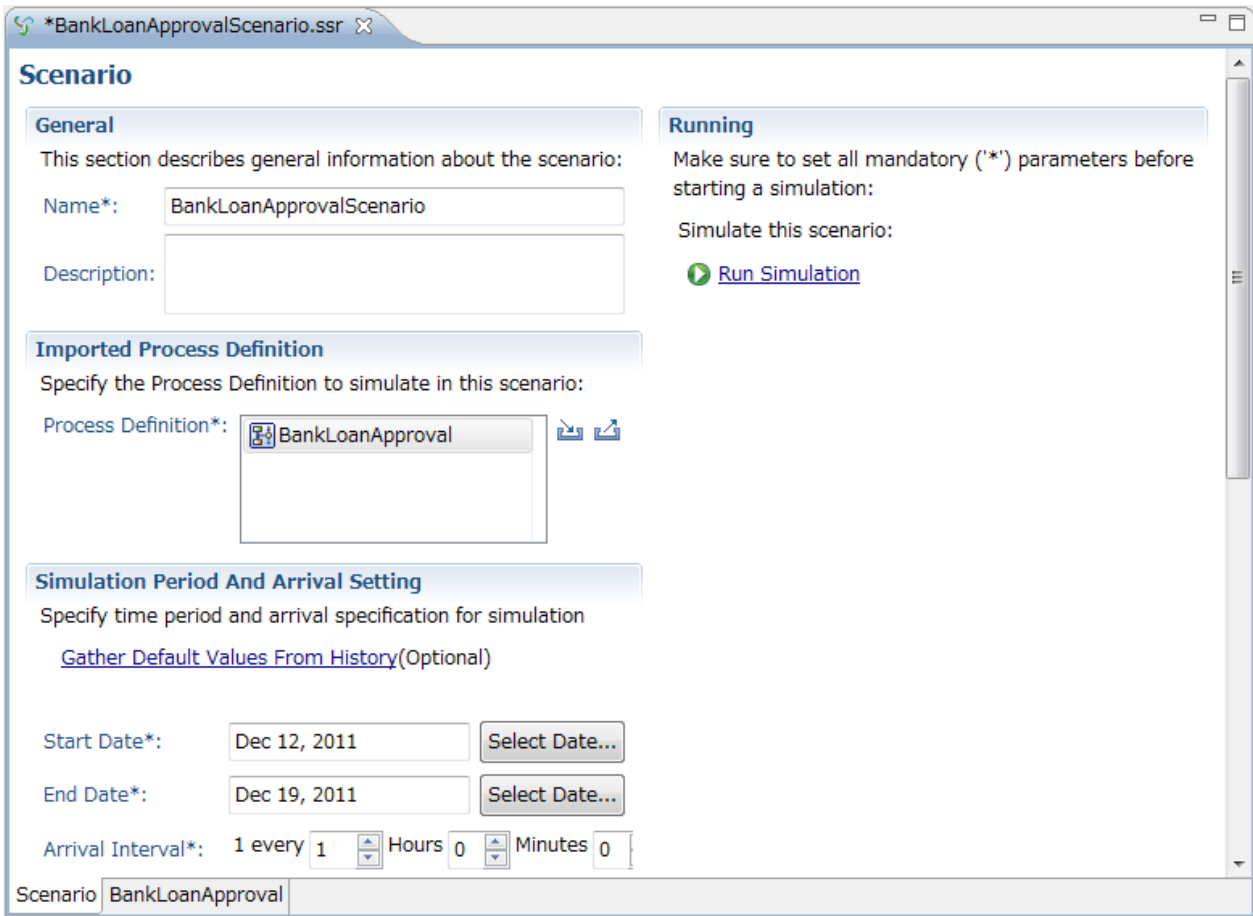 *BankLoanApprovalScenario.ssr
Scenario
General
This section describes general information about the scenario:
Name*: BankLoanApprovalScenario
Description:
Imported Process Definition
Specify the Process Definition to simulate in this scenario:
Process Definition*: BankLoanApproval
Simulation Period And Arrival Setting
Specify time period and arrival specification for simulation
Gather Default Values From History(Optional)
Start Date*: Dec 12, 2011 Select Date...
End Date*: Dec 19, 2011 Select Date...
Arrival Interval*: 1 every 1 Hours 0 Minutes 0
Running
Make sure to set all mandatory ('*') parameters before
starting a simulation:
Simulate this scenario:
Run Simulation
Scenario BankLoanApproval